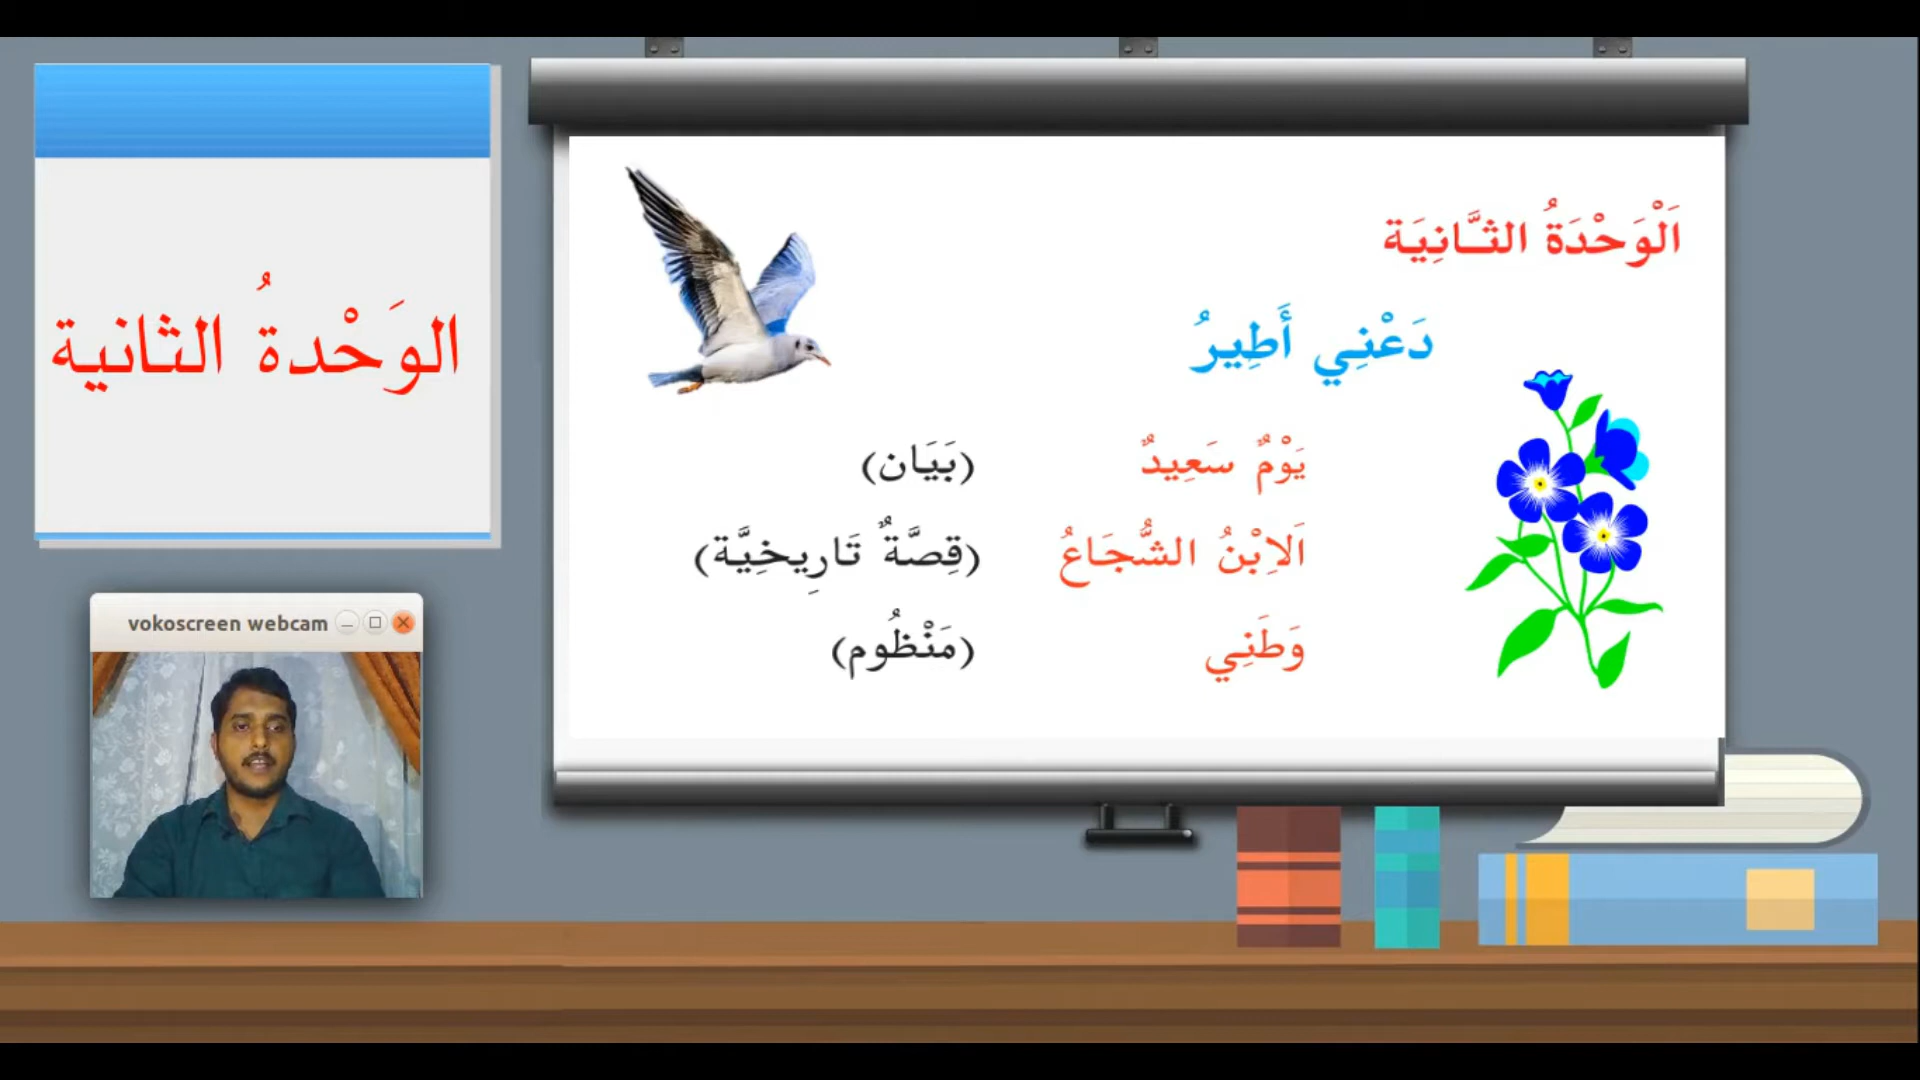 الوَحْدةُ الثانية
اَلْوَحْدَةُ الثَّانِيَة
دَعْنِي أَطِيرُ
يَوْمٌ سَعِيدٌ (بَيَان)
اَلاِبْنُ الشُّجَاعُ (قِصَّةٌ تَارِيخِيَّة)
وَطَنِي (مَنْظُوم)
vokoscreen webcam